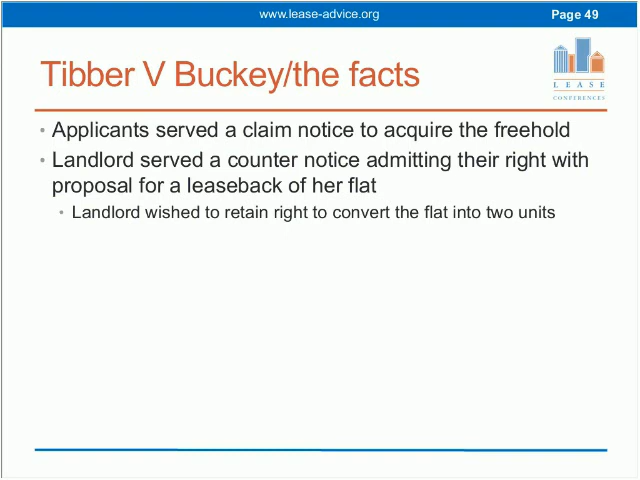 www.lease-advice.org
Page 49
Tibber V Buckey/the facts
L E A S E
CONFERENCES
• Applicants served a claim notice to acquire the freehold
• Landlord served a counter notice admitting their right with
proposal for a leaseback of her flat
• Landlord wished to retain right to convert the flat into two units